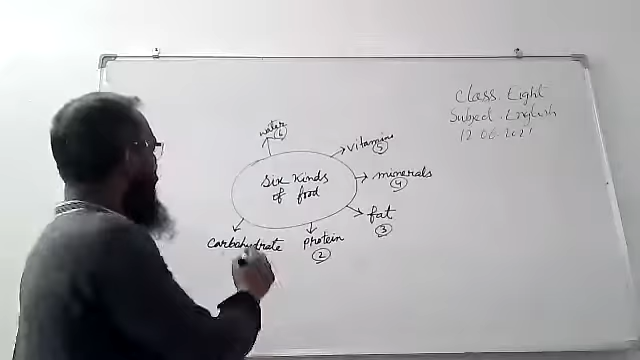 Class. Light
Subject. English
12.06.2021
water
6
vitamins
5
Six Kinds
of food
minerals
4
fat
3
Carbohydrate
protein
2